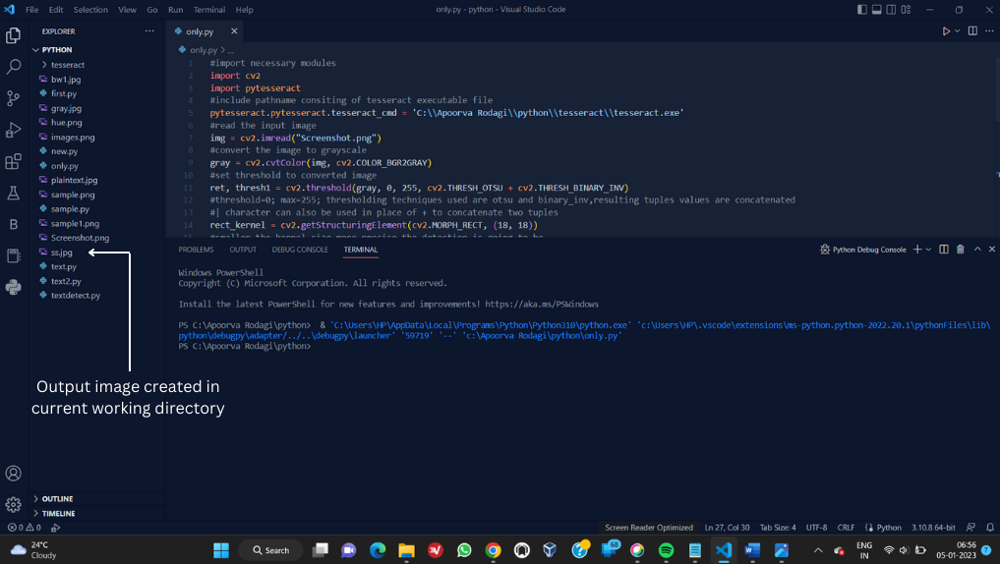 File Edit Selection View Go Run Terminal Help
only.py - python - Visual Studio Code
EXPLORER
PYTHON
tesseract
bw1.jpg
first.py
gray.jpg
hue.png
images.png
new.py
only.py
plaintext.jpg
sample.png
sample.py
sample1.png
Screenshot.png
ss.jpg
text.py
text2.py
textdetect.py
Output image created in
current working directory
OUTLINE
TIMELINE
only.py
only.py > ...
1 #import necessary modules
2 import cv2
3 import pytesseract
4 #include pathname consiting of tesseract executable file
5 pytesseract.pytesseract.tesseract_cmd = 'C:\\Apoorva Rodagi\\python\\tesseract\\tesseract.exe'
6 #read the input image
7 img = cv2.imread("Screenshot.png")
8 #convert the image to grayscale
9 gray = cv2.cvtColor(img, cv2.COLOR_BGR2GRAY)
10 #set threshold to converted image
11 ret, thresh1 = cv2.threshold(gray, 0, 255, cv2.THRESH_OTSU + cv2.THRESH_BINARY_INV)
12 #threshold=0; max=255; thresholding techniques used are otsu and binary_inv,resulting tuples values are concatenated
13 #| character can also be used in place of + to concatenate two tuples
14 rect_kernel = cv2.getStructuringElement(cv2.MORPH_RECT, (18, 18))
15 #smaller the kernel size more precise the detection is going to be
PROBLEMS OUTPUT DEBUG CONSOLE TERMINAL
Python Debug Console
Windows PowerShell
Copyright (C) Microsoft Corporation. All rights reserved.
Install the latest PowerShell for new features and improvements! https://aka.ms/PSWindows
PS C:\Apoorva Rodagi\python> & 'C:\Users\HP\AppData\Local\Programs\Python\Python310\python.exe' 'c:\Users\HP\.vscode\extensions\ms-python.python-2022.20.1\pythonFiles\lib\
python\debugpy\adapter/../..\debugpy\launcher' '59719' '--' 'c:\Apoorva Rodagi\python\only.py'
PS C:\Apoorva Rodagi\python>
0 0
Screen Reader Optimized Ln 27, Col 30 Tab Size: 4 UTF-8 CRLF Python 3.10.8 64-bit
24°C
Cloudy
Search
68
ENG
IN
06:56
05-01-2023
7